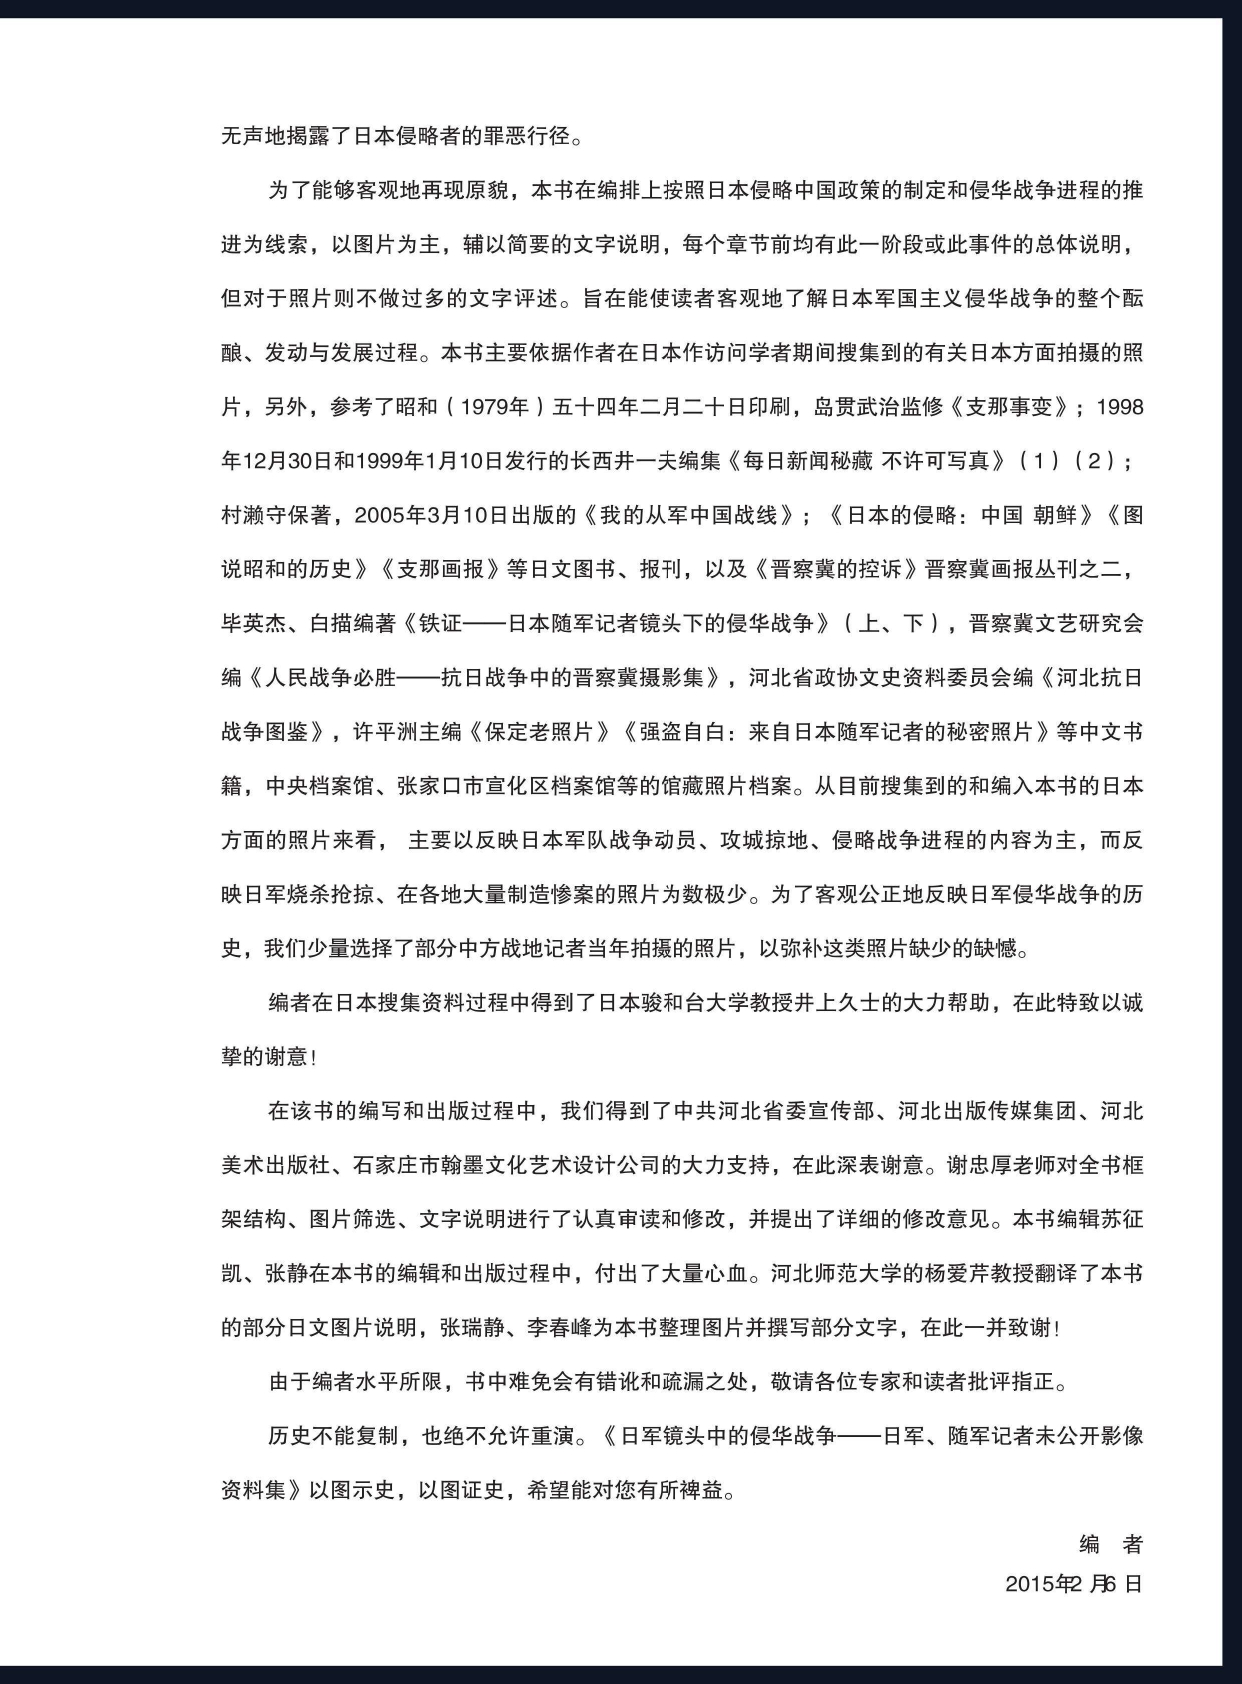 无声地揭露了日本侵略者的罪恶行径。
为了能够客观地再现原貌，本书在编排上按照日本侵略中国政策的制定和侵华战争进程的推
进为线索，以图片为主，辅以简要的文字说明，每个章节前均有此一阶段或此事件的总体说明，
但对于照片则不做过多的文字评述。旨在能使读者客观地了解日本军国主义侵华战争的整个酝
酿、发动与发展过程。本书主要依据作者在日本作访问学者期间搜集到的有关日本方面拍摄的照
片，另外，参考了昭和（1979年）五十四年二月二十日印刷，岛贯武治监修《支那事变》；1998
年12月30日和1999年1月10日发行的长西井一夫编集《每日新闻秘藏 不许可写真》（1）（2）；
村濑守保著，2005年3月10日出版的《我的从军中国战线》；《日本的侵略：中国 朝鲜》《图
说昭和的历史》《支那画报》等日文图书、报刊，以及《晋察冀的控诉》晋察冀画报丛刊之二，
毕英杰、白描编著《铁证——日本随军记者镜头下的侵华战争》（上、下），晋察冀文艺研究会
编《人民战争必胜——抗日战争中的晋察冀摄影集》，河北省政协文史资料委员会编《河北抗日
战争图鉴》，许平洲主编《保定老照片》《强盗自白：来自日本随军记者的秘密照片》等中文书
籍，中央档案馆、张家口市宣化区档案馆等的馆藏照片档案。从目前搜集到的和编入本书的日本
方面的照片来看， 主要以反映日本军队战争动员、攻城掠地、侵略战争进程的内容为主，而反
映日军烧杀抢掠、在各地大量制造惨案的照片为数极少。为了客观公正地反映日军侵华战争的历
史，我们少量选择了部分中方战地记者当年拍摄的照片，以弥补这类照片缺少的缺憾。
编者在日本搜集资料过程中得到了日本骏和台大学教授井上久士的大力帮助，在此特致以诚
挚的谢意！
在该书的编写和出版过程中，我们得到了中共河北省委宣传部、河北出版传媒集团、河北
美术出版社、石家庄市翰墨文化艺术设计公司的大力支持，在此深表谢意。谢忠厚老师对全书框
架结构、图片筛选、文字说明进行了认真审读和修改，并提出了详细的修改意见。本书编辑苏征
凯、张静在本书的编辑和出版过程中，付出了大量心血。河北师范大学的杨爱芹教授翻译了本书
的部分日文图片说明，张瑞静、李春峰为本书整理图片并撰写部分文字，在此一并致谢！
由于编者水平所限，书中难免会有错讹和疏漏之处，敬请各位专家和读者批评指正。
历史不能复制，也绝不允许重演。《日军镜头中的侵华战争——日军、随军记者未公开影像
资料集》以图示史，以图证史，希望能对您有所裨益。
编 者
2015年2 月6 日